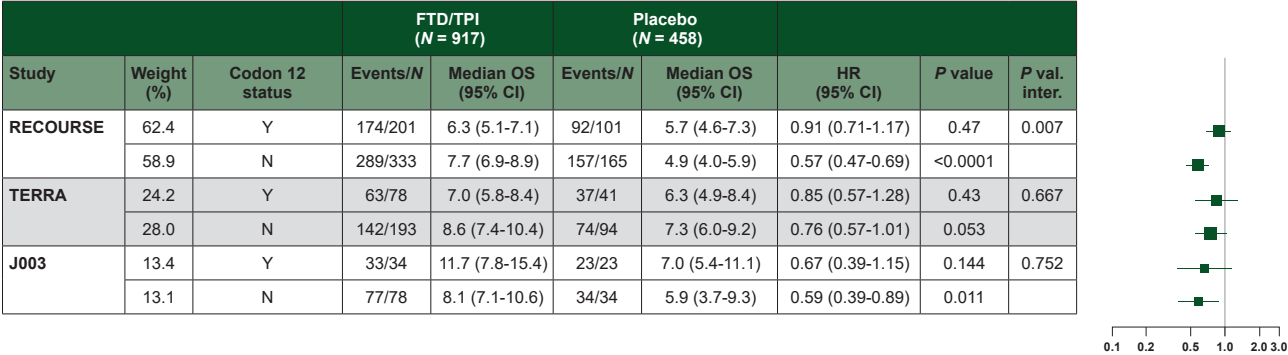 FTD/TPI (N = 917) Placebo (N = 458)
Study Weight (%) Codon 12 status Events/N Median OS (95% CI) Events/N Median OS (95% CI) HR (95% CI) P value P val. inter.
RECOURSE 62.4 Y 174/201 6.3 (5.1-7.1) 92/101 5.7 (4.6-7.3) 0.91 (0.71-1.17) 0.47 0.007
58.9 N 289/333 7.7 (6.9-8.9) 157/165 4.9 (4.0-5.9) 0.57 (0.47-0.69) <0.0001
TERRA 24.2 Y 63/78 7.0 (5.8-8.4) 37/41 6.3 (4.9-8.4) 0.85 (0.57-1.28) 0.43 0.667
28.0 N 142/193 8.6 (7.4-10.4) 74/94 7.3 (6.0-9.2) 0.76 (0.57-1.01) 0.053
J003 13.4 Y 33/34 11.7 (7.8-15.4) 23/23 7.0 (5.4-11.1) 0.67 (0.39-1.15) 0.144 0.752
13.1 N 77/78 8.1 (7.1-10.6) 34/34 5.9 (3.7-9.3) 0.59 (0.39-0.89) 0.011
0.1 0.2 0.5 1.0 2.0 3.0